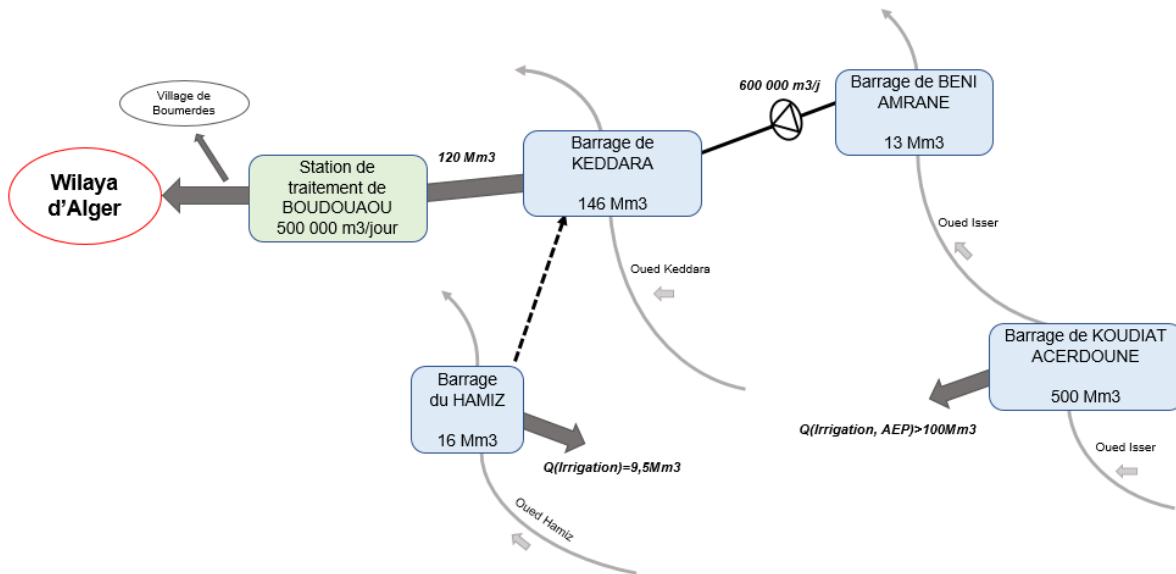 Village de
Boumerdes
Wilaya
d’Alger
Station de
traitement de
BOUDOUAOU
500 000 m3/jour
120 Mm3
Barrage de
KEDDARA
146 Mm3
600 000 m3/j
Barrage de BENI
AMRANE
13 Mm3
Oued Isser
Oued Keddara
Barrage
du HAMIZ
16 Mm3
Q(Irrigation)=9,5Mm3
Oued Hamiz
Barrage de KOUDIAT
ACERDOUNE
500 Mm3
Q(Irrigation, AEP)>100Mm3
Oued Isser